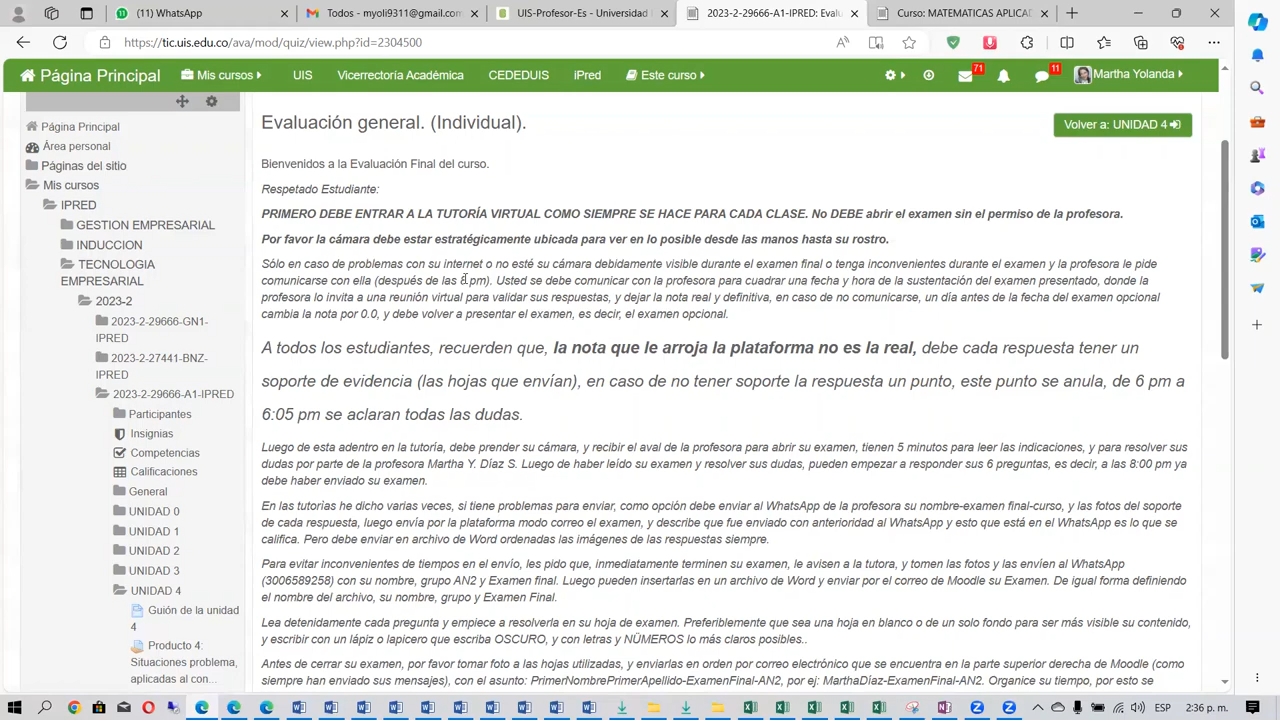 (11) WhatsApp
Todos - myoli9311@gmail.com
UIS-Profesor-Es - Universidad I
2023-2-29666-A1-IPRED: Evalu
Curso: MATEMATICAS APLICAD
https://tic.uis.edu.co/ava/mod/quiz/view.php?id=2304500
Página Principal
Mis cursos
UIS
Vicerrectoría Académica
CEDEDUIS
iPred
Este curso
71
11
Martha Yolanda
Página Principal
Área personal
Páginas del sitio
Mis cursos
IPRED
GESTION EMPRESARIAL
INDUCCION
TECNOLOGIA
EMPRESARIAL
2023-2
2023-2-29666-GN1-
IPRED
2023-2-27441-BNZ-
IPRED
2023-2-29666-A1-IPRED
Participantes
Insignias
Competencias
Calificaciones
General
UNIDAD 0
UNIDAD 1
UNIDAD 2
UNIDAD 3
UNIDAD 4
Guión de la unidad
4
Producto 4:
Situaciones problema,
aplicadas al con...
Evaluación general. (Individual).
Volver a: UNIDAD 4
Bienvenidos a la Evaluación Final del curso.
Respetado Estudiante:
PRIMERO DEBE ENTRAR A LA TUTORÍA VIRTUAL COMO SIEMPRE SE HACE PARA CADA CLASE. No DEBE abrir el examen sin el permiso de la profesora.
Por favor la cámara debe estar estratégicamente ubicada para ver en lo posible desde las manos hasta su rostro.
Sólo en caso de problemas con su internet o no esté su cámara debidamente visible durante el examen final o tenga inconvenientes durante el examen y la profesora le pide
comunicarse con ella (después de las 8 pm). Usted se debe comunicar con la profesora para cuadrar una fecha y hora de la sustentación del examen presentado, donde la
profesora lo invita a una reunión virtual para validar sus respuestas, y dejar la nota real y definitiva, en caso de no comunicarse, un día antes de la fecha del examen opcional
cambia la nota por 0.0, y debe volver a presentar el examen, es decir, el examen opcional.
A todos los estudiantes, recuerden que, la nota que le arroja la plataforma no es la real, debe cada respuesta tener un
soporte de evidencia (las hojas que envían), en caso de no tener soporte la respuesta un punto, este punto se anula, de 6 pm a
6:05 pm se aclaran todas las dudas.
Luego de esta adentro en la tutoría, debe prender su cámara, y recibir el aval de la profesora para abrir su examen, tienen 5 minutos para leer las indicaciones, y para resolver sus
dudas por parte de la profesora Martha Y. Díaz S. Luego de haber leído su examen y resolver sus dudas, pueden empezar a responder sus 6 preguntas, es decir, a las 8:00 pm ya
debe haber enviado su examen.
En las tutorías he dicho varias veces, si tiene problemas para enviar, como opción debe enviar al WhatsApp de la profesora su nombre-examen final-curso, y las fotos del soporte
de cada respuesta, luego envía por la plataforma modo correo el examen, y describe que fue enviado con anterioridad al WhatsApp y esto que está en el WhatsApp es lo que se
califica. Pero debe enviar en archivo de Word ordenadas las imágenes de las respuestas siempre.
Para evitar inconvenientes de tiempos en el envío, les pido que, inmediatamente terminen su examen, le avisen a la tutora, y tomen las fotos y las envíen al WhatsApp
(3006589258) con su nombre, grupo AN2 y Examen final. Luego pueden insertarlas en un archivo de Word y enviar por el correo de Moodle su Examen. De igual forma definiendo
el nombre del archivo, su nombre, grupo y Examen Final.
Lea detenidamente cada pregunta y empiece a resolverla en su hoja de examen. Preferiblemente que sea una hoja en blanco o de un solo fondo para ser más visible su contenido,
y escribir con un lápiz o lapicero que escriba OSCURO, y con letras y NÚMEROS lo más claros posibles..
Antes de cerrar su examen, por favor tomar foto a las hojas utilizadas, y enviarlas en orden por correo electrónico que se encuentra en la parte superior derecha de Moodle (como
siempre han enviado sus mensajes), con el asunto: PrimerNombrePrimerApellido-ExamenFinal-AN2, por ej: MarthaDíaz-ExamenFinal-AN2. Organice su tiempo, por esto se
ESP
2:36 p. m.